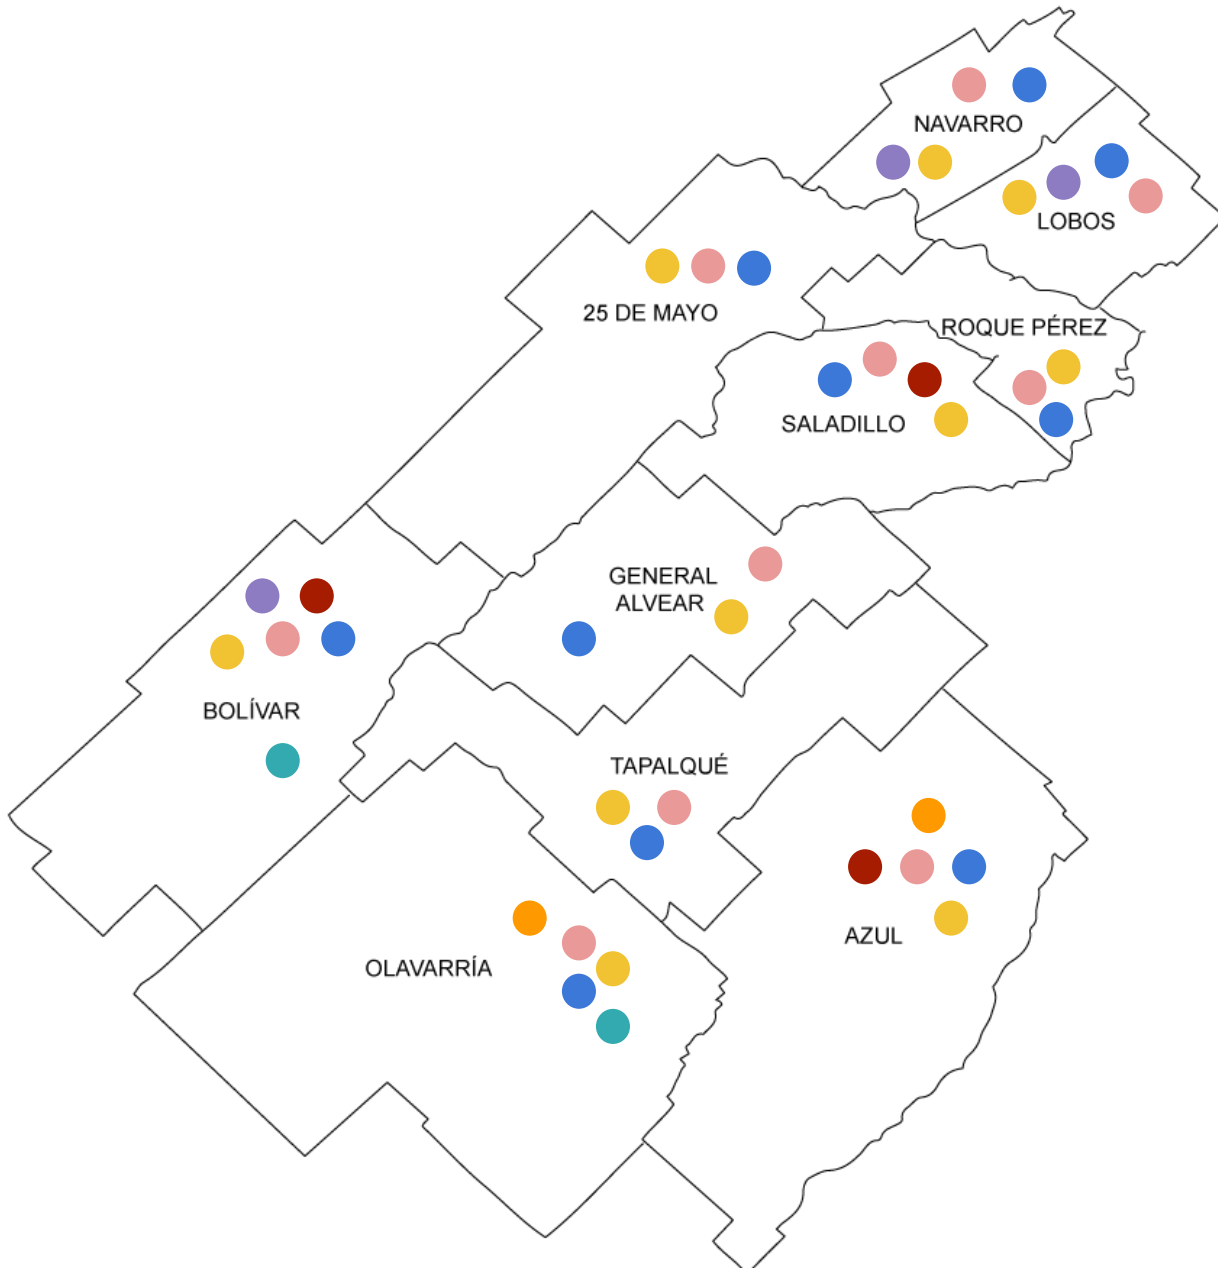 NAVARRO
LOBOS
25 DE MAYO
ROQUE PÉREZ
SALADILLO
GENERAL
ALVEAR
BOLÍVAR
TAPALQUÉ
AZUL
OLAVARRÍA